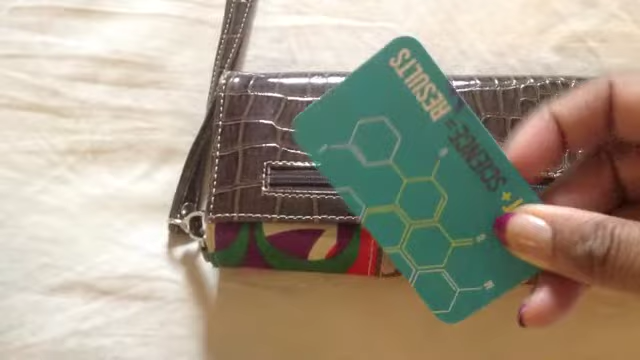 + SCIENCE = RESULTS